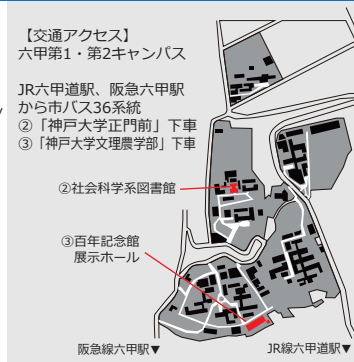 【交通アクセス】
六甲第1・第2キャンパス
JR六甲道駅、阪急六甲駅
から市バス36系統
②「神戸大学正門前」下車
③「神戸大学文理農学部」下車
②社会科学系図書館
③百年記念館
展示ホール
阪急線六甲駅▼
JR線六甲道駅▼